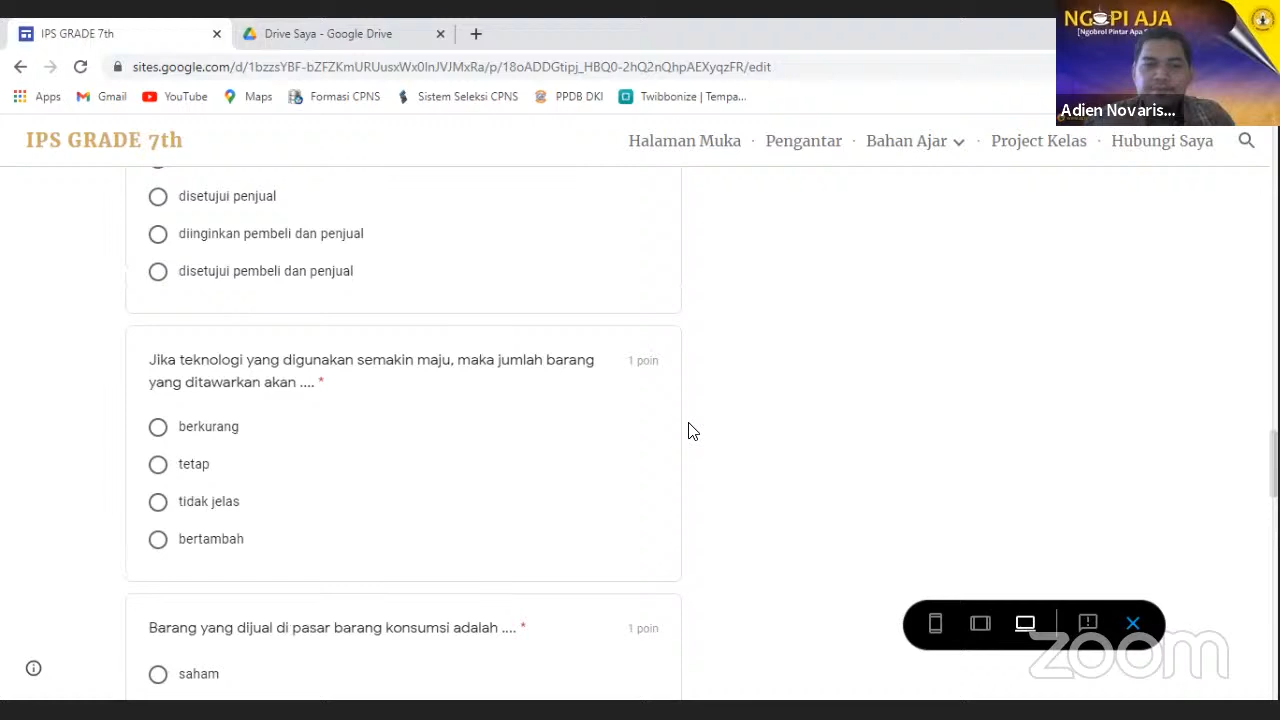 IPS GRADE 7th
Drive Saya - Google Drive
sites.google.com/d/1bzzsYBF-bZFZKmURUusxWx0lnJVJMxRa/p/18oADDGtipj_HBQ0-2hQ2nQhpAEXyqzFR/edit
Apps
Gmail
YouTube
Maps
Formasi CPNS
Sistem Seleksi CPNS
PPDB DKI
Twibbonize | Tempa...
NGOPI AJA
Adien Novaris...
IPS GRADE 7th
Halaman Muka · Pengantar · Bahan Ajar · Project Kelas · Hubungi Saya
disetujui penjual
diinginkan pembeli dan penjual
disetujui pembeli dan penjual
Jika teknologi yang digunakan semakin maju, maka jumlah barang
yang ditawarkan akan .... *
1 poin
berkurang
tetap
tidak jelas
bertambah
Barang yang dijual di pasar barang konsumsi adalah .... *
1 poin
saham
zoom